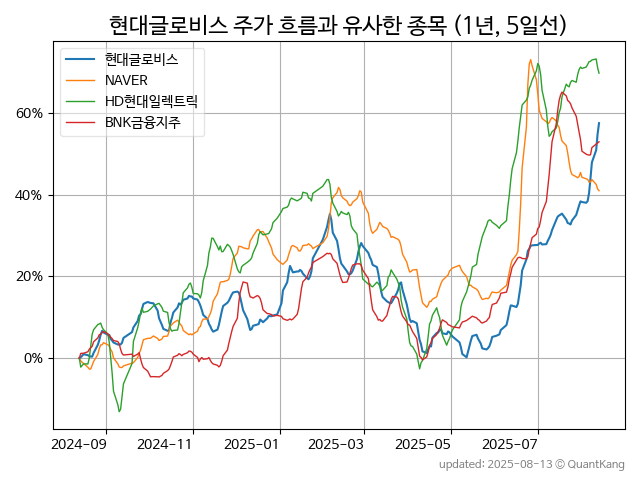 현대글로비스 주가 흐름과 유사한 종목 (1년, 5일선)
현대글로비스
NAVER
HD현대일렉트릭
BNK금융지주
60%
40%
20%
0%
2024-09 2024-11 2025-01 2025-03 2025-05 2025-07
updated: 2025-08-13 © QuantKang